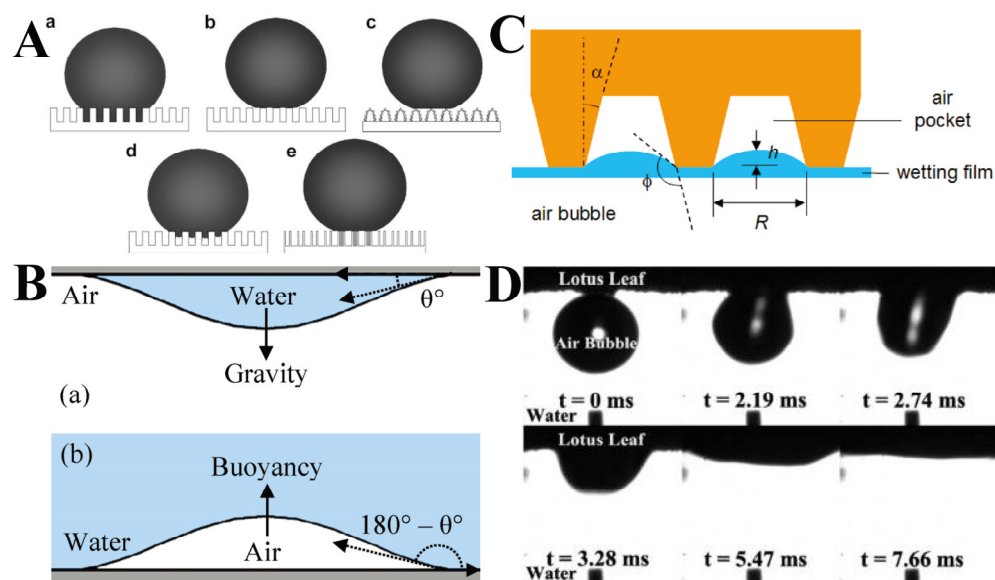 A
a
b
c
d
e
C
α
air
pocket
h
wetting film
ϕ
air bubble
R
B
Air
Water
θ°
Gravity
(a)
(b)
Buoyancy
180° – θ°
Water
Air
D
Lotus Leaf
Air Bubble
t = 0 ms
t = 2.19 ms
t = 2.74 ms
Water
Lotus Leaf
t = 3.28 ms
t = 5.47 ms
t = 7.66 ms
Water